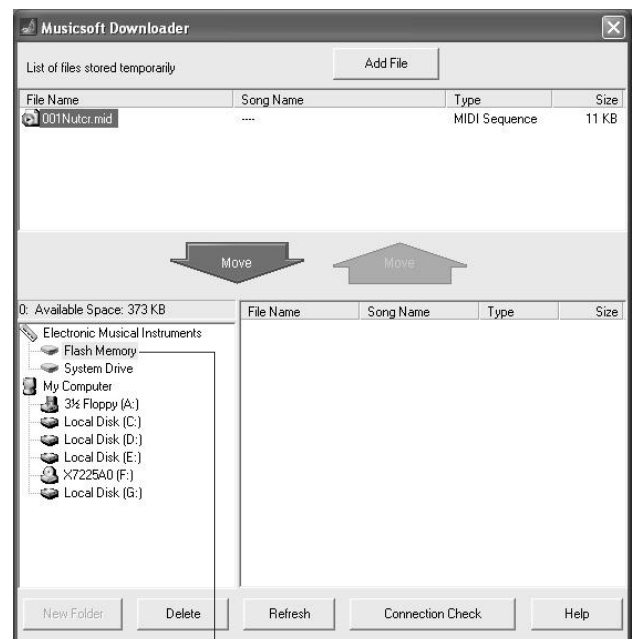 Musicsoft Downloader
List of files stored temporarily
Add File
File Name Song Name Type Size
001Nutcr.mid ---- MIDI Sequence 11 KB
Move
Move
0: Available Space: 373 KB
File Name Song Name Type Size
Electronic Musical Instruments
Flash Memory
System Drive
My Computer
3½ Floppy (A:)
Local Disk (C:)
Local Disk (D:)
Local Disk (E:)
X7225A0 (F:)
Local Disk (G:)
New Folder Delete Refresh Connection Check Help